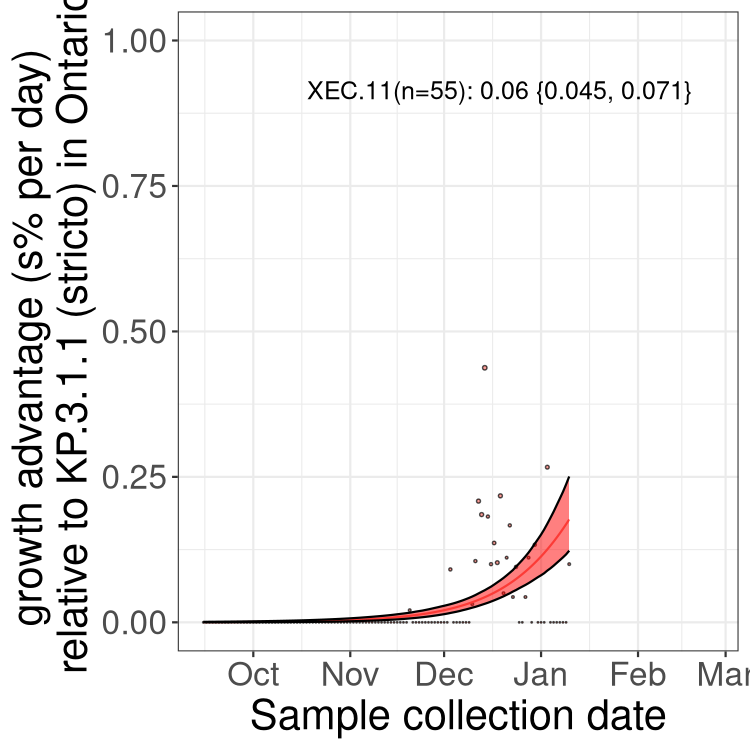 growth advantage (s% per day)
relative to KP.3.1.1 (stricto) in Ontario
1.00
0.75
0.50
0.25
0.00
XEC.11(n=55): 0.06 {0.045, 0.071}
Oct Nov Dec Jan Feb Mar
Sample collection date